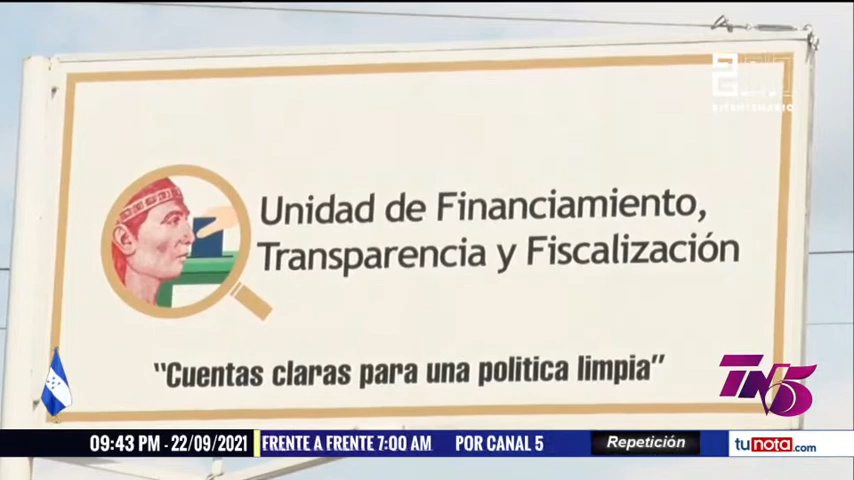 BICENTENARIO
Unidad de Financiamiento,
Transparencia y Fiscalización
"Cuentas claras para una politica limpia"
TN5
09:43 PM - 22/09/2021 FRENTE A FRENTE 7:00 AM POR CANAL 5 Repetición tunota.com